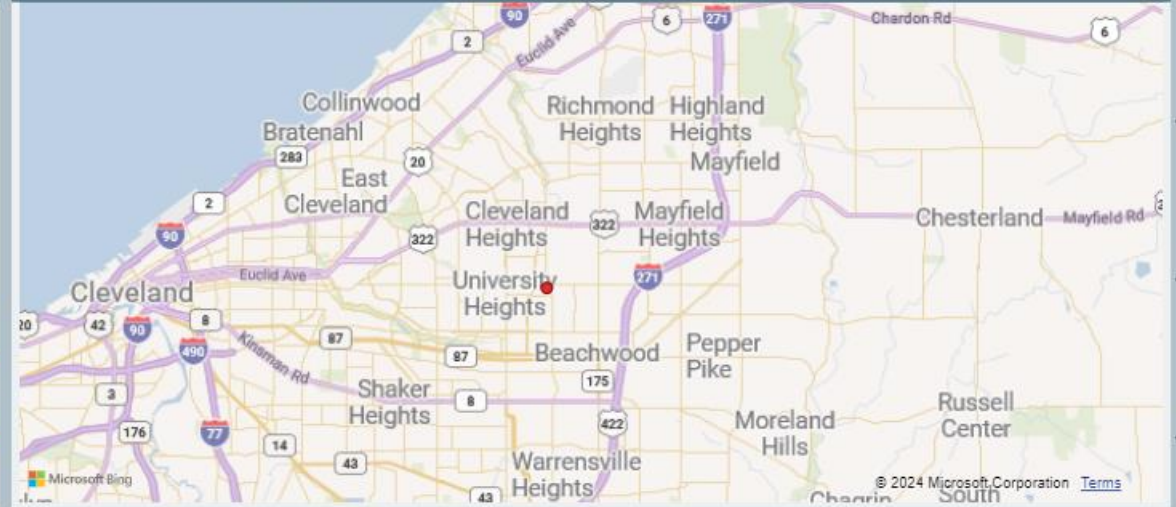 90
6
271
Chardon Rd
6
2
Euclid Ave
Collinwood
Richmond
Heights
Highland
Heights
Bratenahl
283
20
Mayfield
East
Cleveland
2
Cleveland
Heights
322
Mayfield
Heights
Chesterland
Mayfield Rd
3
90
322
Euclid Ave
University
Heights
271
Cleveland
20
42
90
8
87
490
Kinsman Rd
87
Beachwood
Pepper
Pike
175
3
Shaker
Heights
8
Russell
Center
422
Moreland
Hills
176
77
14
43
Warrensville
Heights
Microsoft Bing
43
© 2024 Microsoft Corporation Terms
Chagrin
South